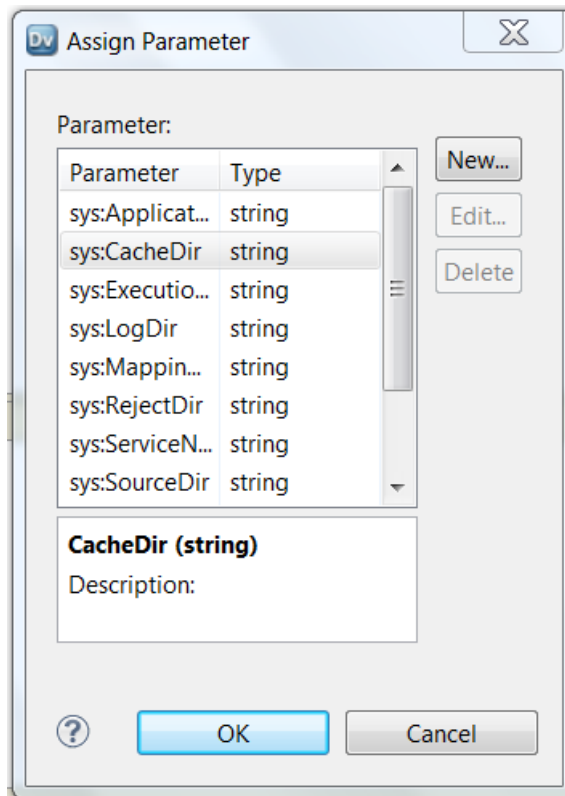 Dv Assign Parameter
Parameter:
Parameter Type
sys:Applicat... string
sys:CacheDir string
sys:Executio... string
sys:LogDir string
sys:Mappin... string
sys:RejectDir string
sys:ServiceN... string
sys:SourceDir string
New...
Edit...
Delete
CacheDir (string)
Description:
? OK Cancel